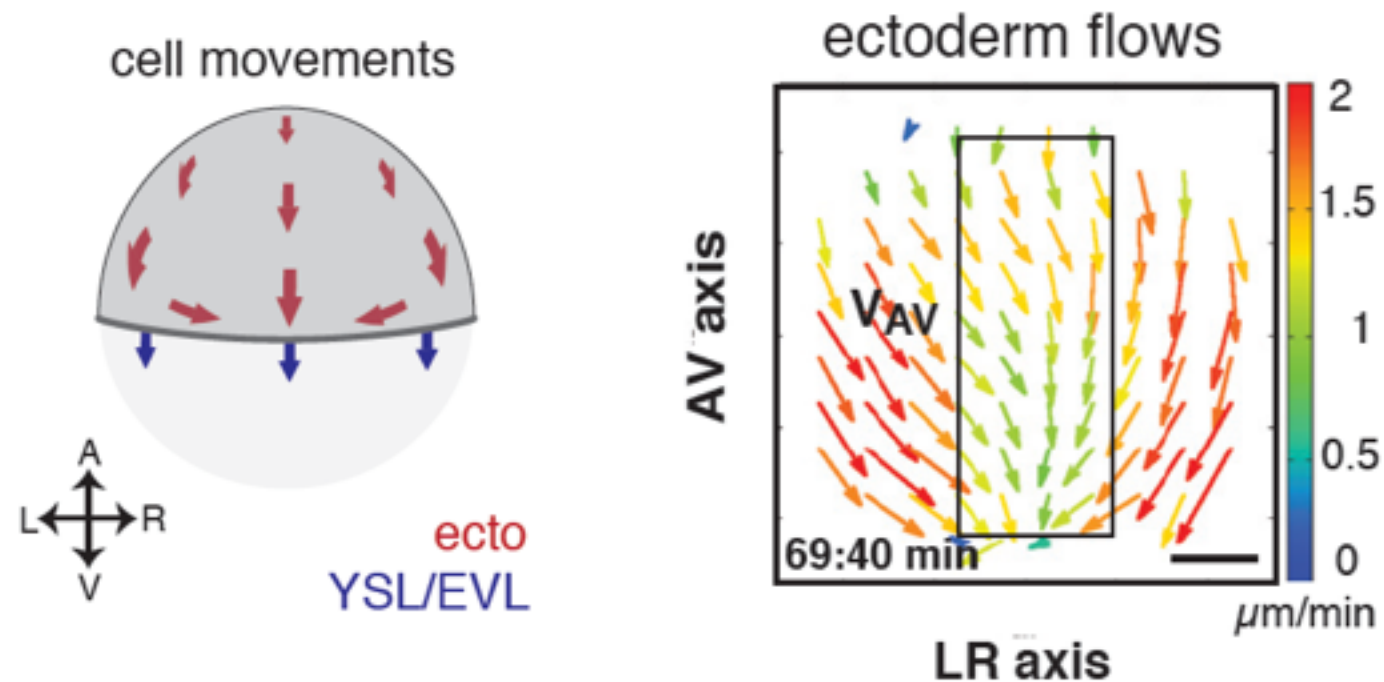 cell movements
A
L R
V
ecto
YSL/EVL
ectoderm flows
AV axis
VAV
69:40 min
LR axis
2
1.5
1
0.5
0
µm/min